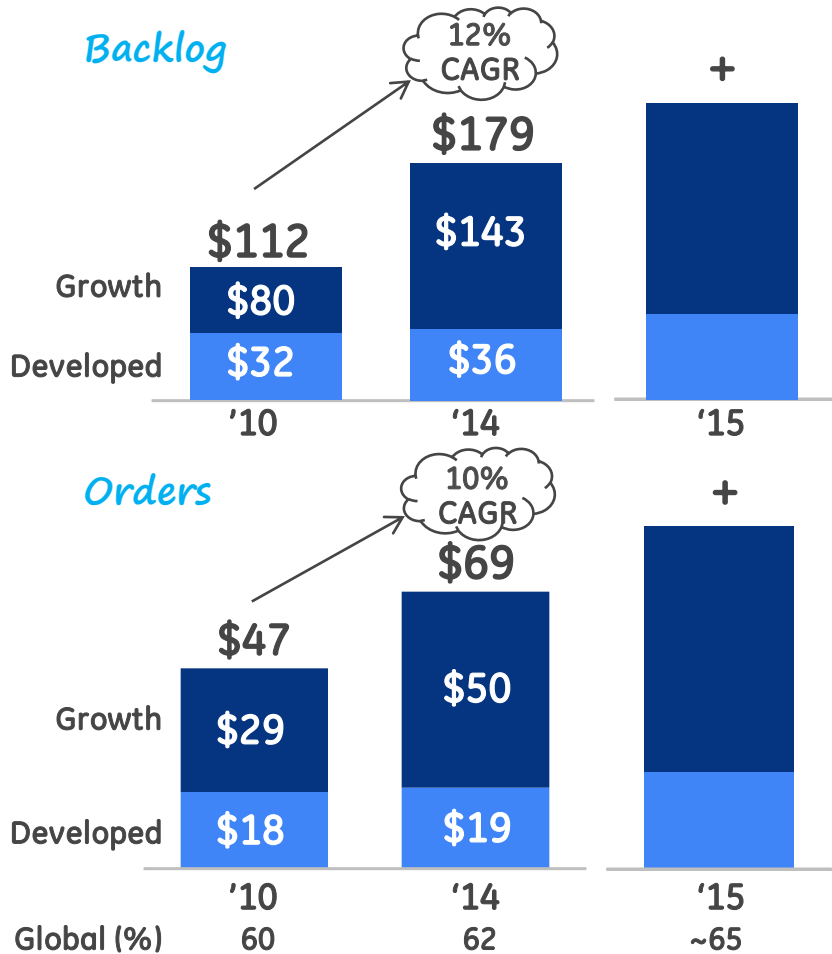 Backlog
12%
CAGR
+
$179
$112
$143
Growth
$80
Developed
$32
$36
’10
‘14
‘15
Orders
10%
CAGR
+
$69
$47
$50
Growth
$29
Developed
$18
$19
’10
‘14
‘15
Global (%)
60
62
~65